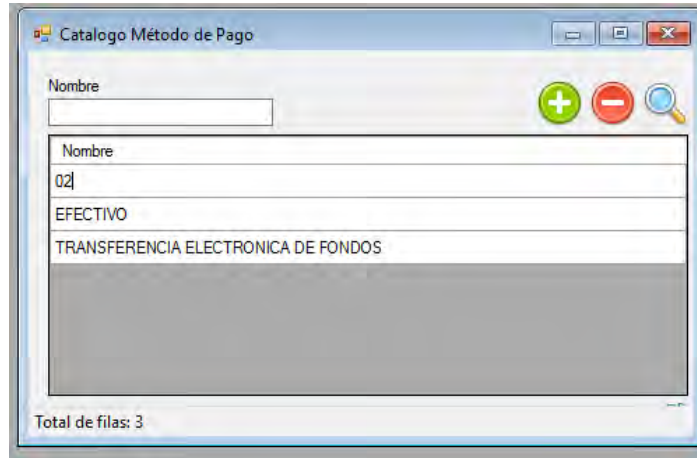 Catalogo Método de Pago
Nombre
Nombre
02
EFECTIVO
TRANSFERENCIA ELECTRONICA DE FONDOS
Total de filas: 3